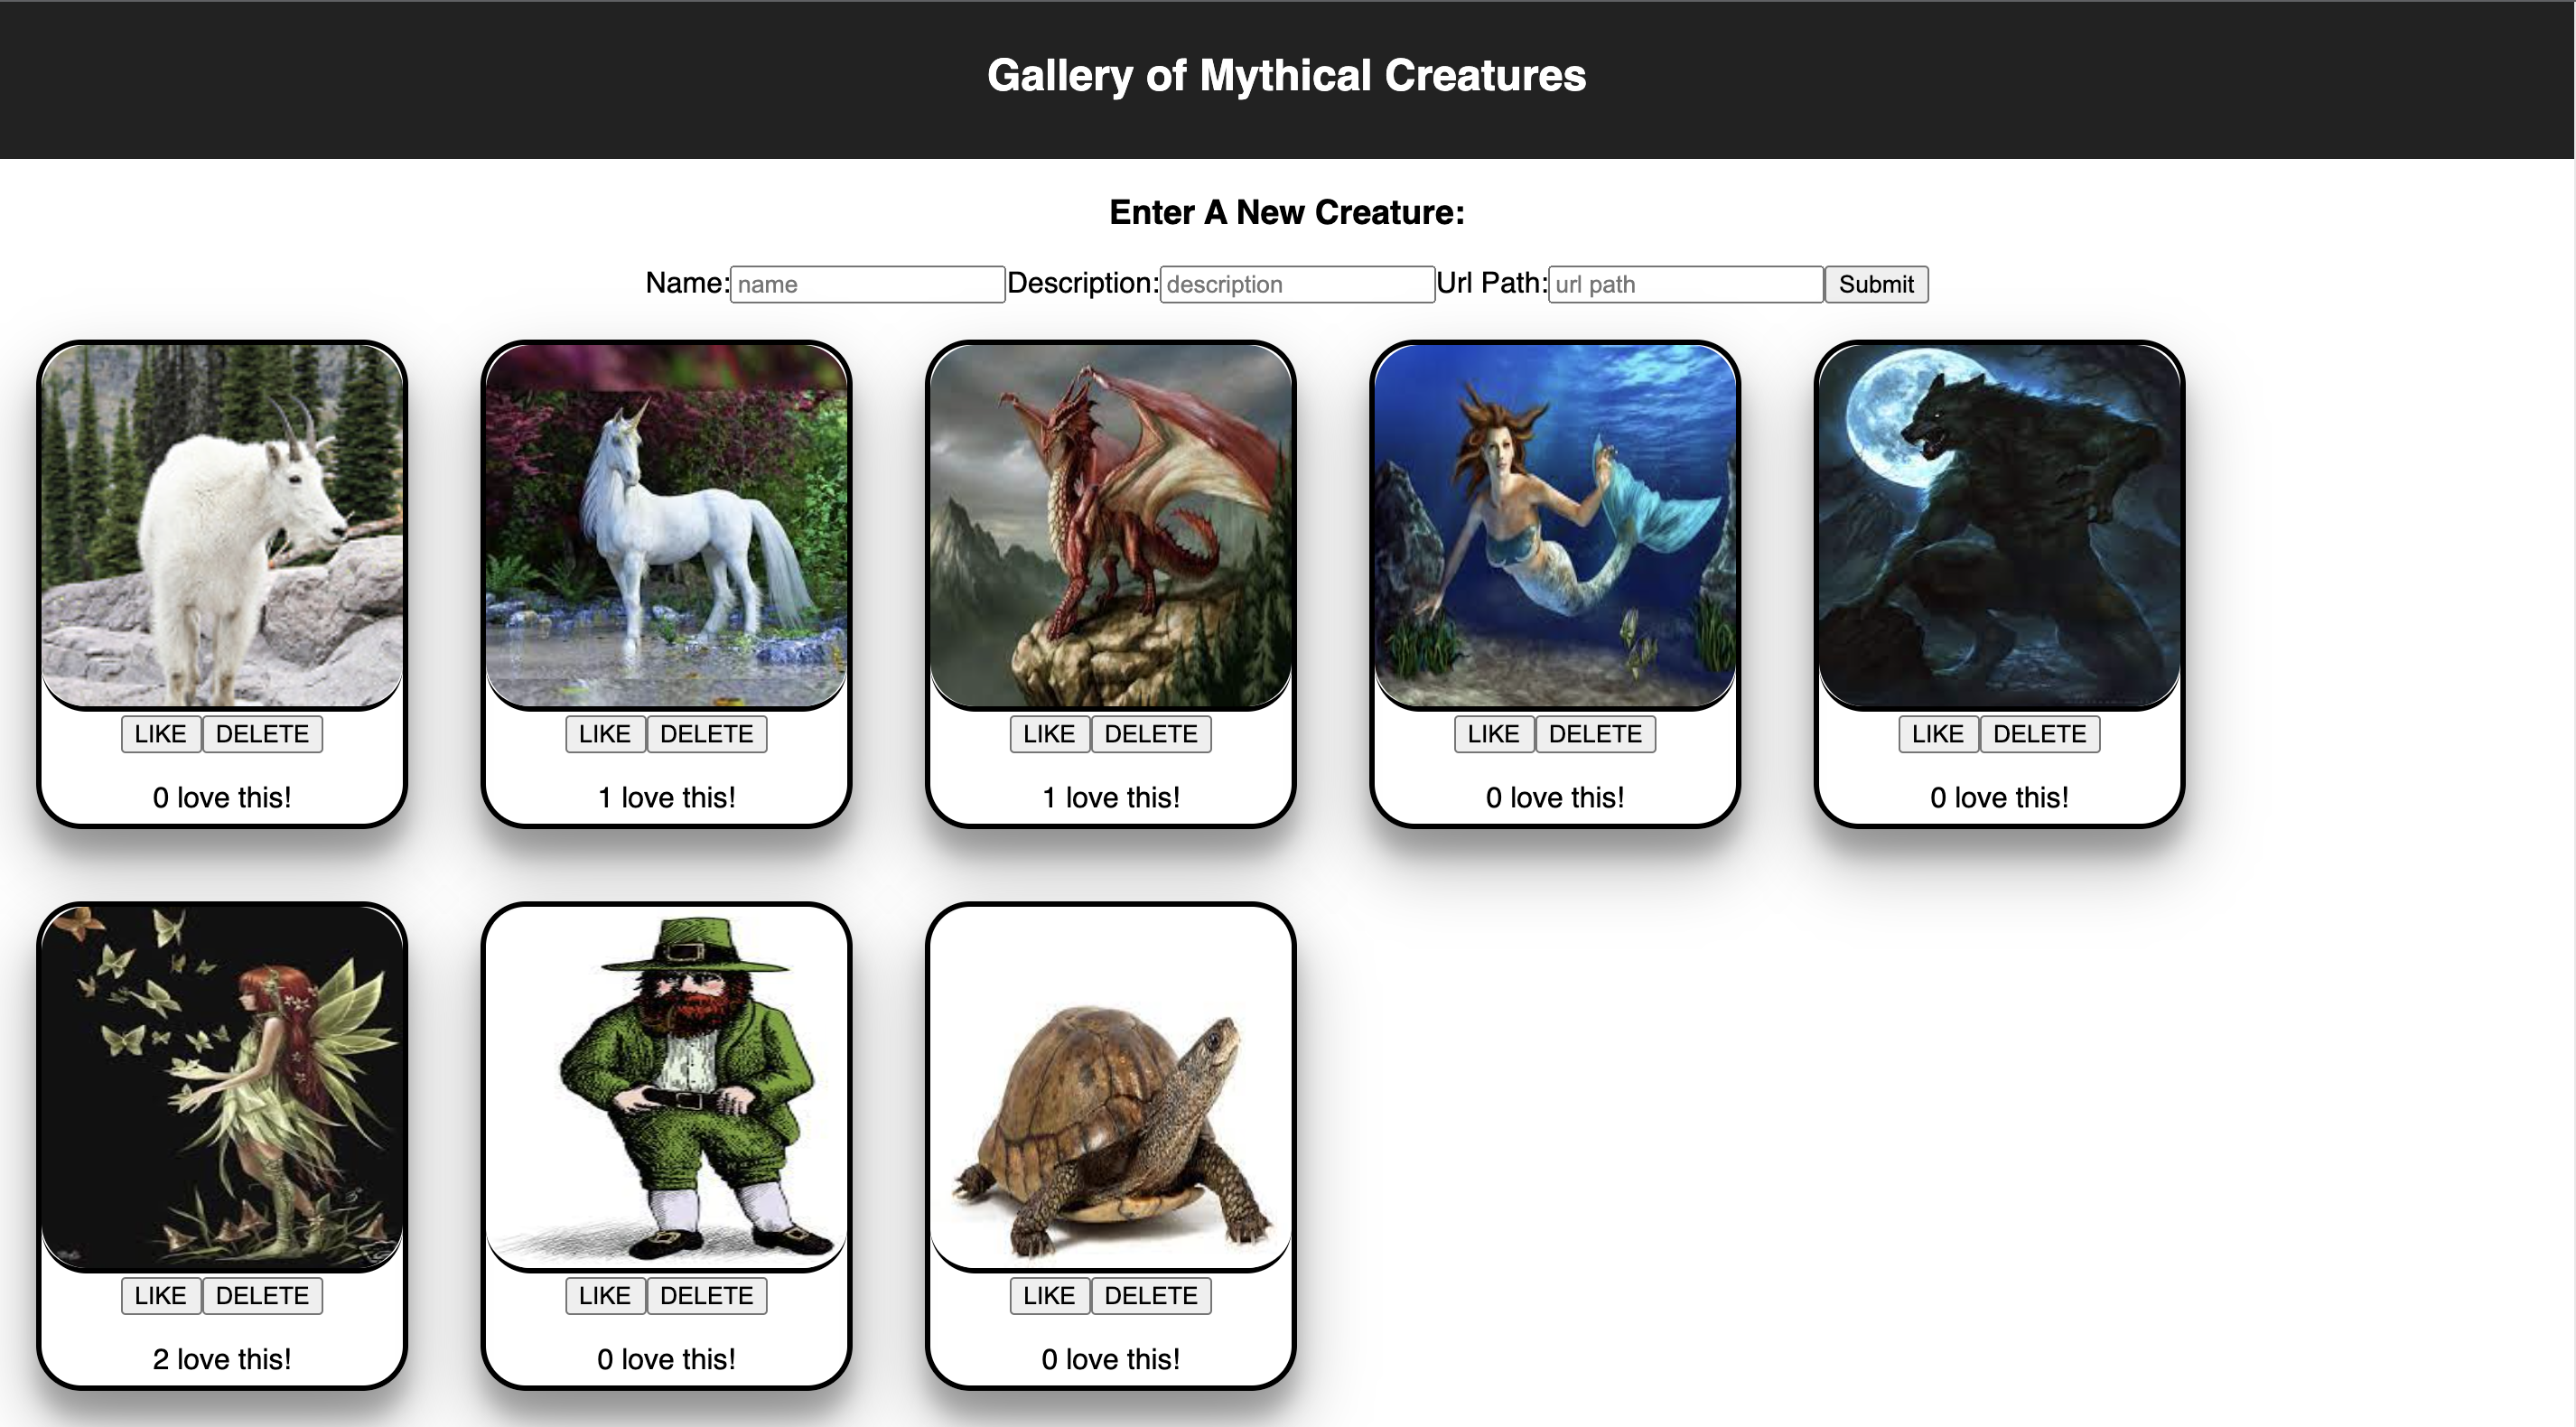 Gallery of Mythical Creatures
Enter A New Creature:
Name: name Description: description Url Path: url path Submit
LIKE DELETE LIKE DELETE LIKE DELETE LIKE DELETE LIKE DELETE
0 love this! 1 love this! 1 love this! 0 love this! 0 love this!
LIKE DELETE LIKE DELETE LIKE DELETE
2 love this! 0 love this! 0 love this!